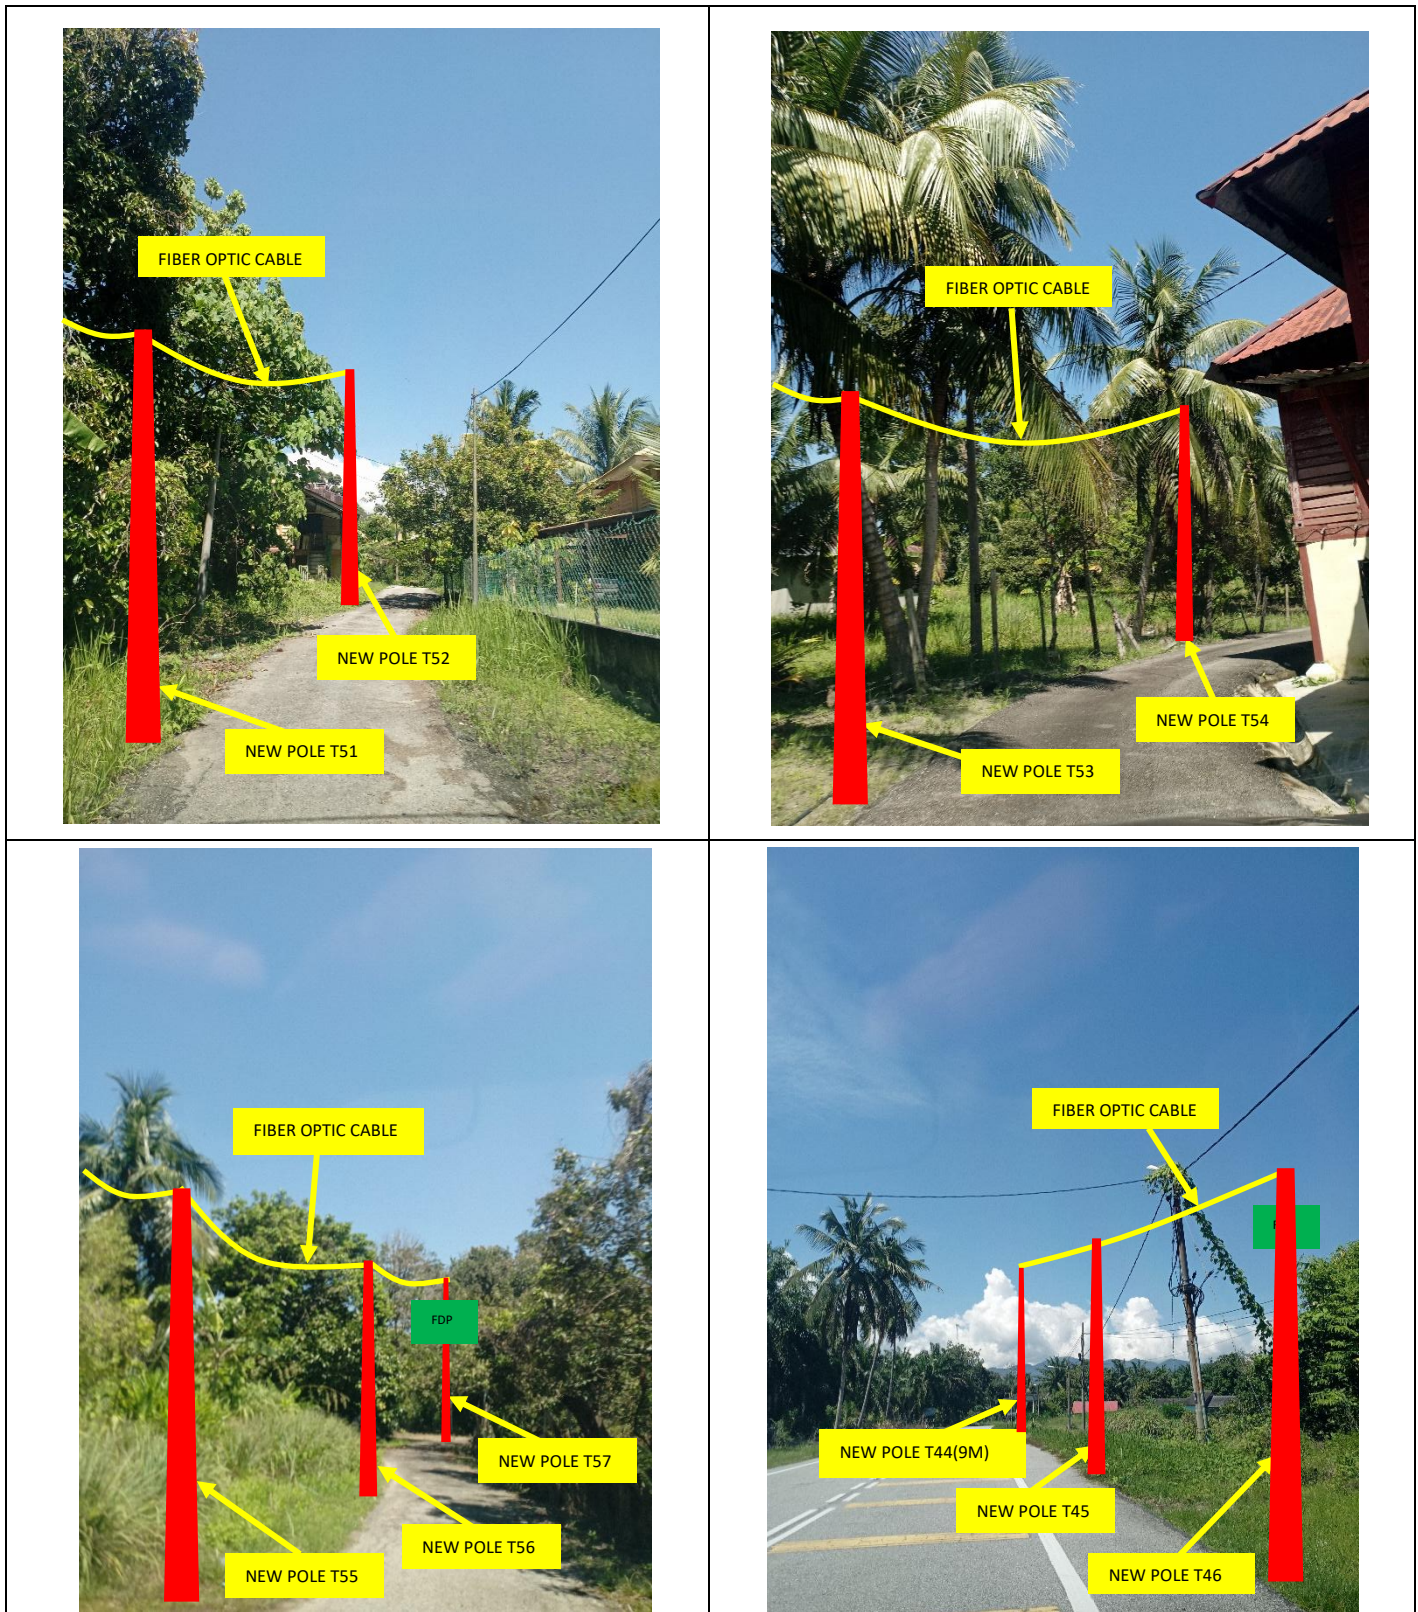 FIBER OPTIC CABLE
NEW POLE T52
NEW POLE T51
FIBER OPTIC CABLE
NEW POLE T54
NEW POLE T53
FIBER OPTIC CABLE
FDP
NEW POLE T57
NEW POLE T56
NEW POLE T55
FIBER OPTIC CABLE
NEW POLE T44(9M)
NEW POLE T45
NEW POLE T46